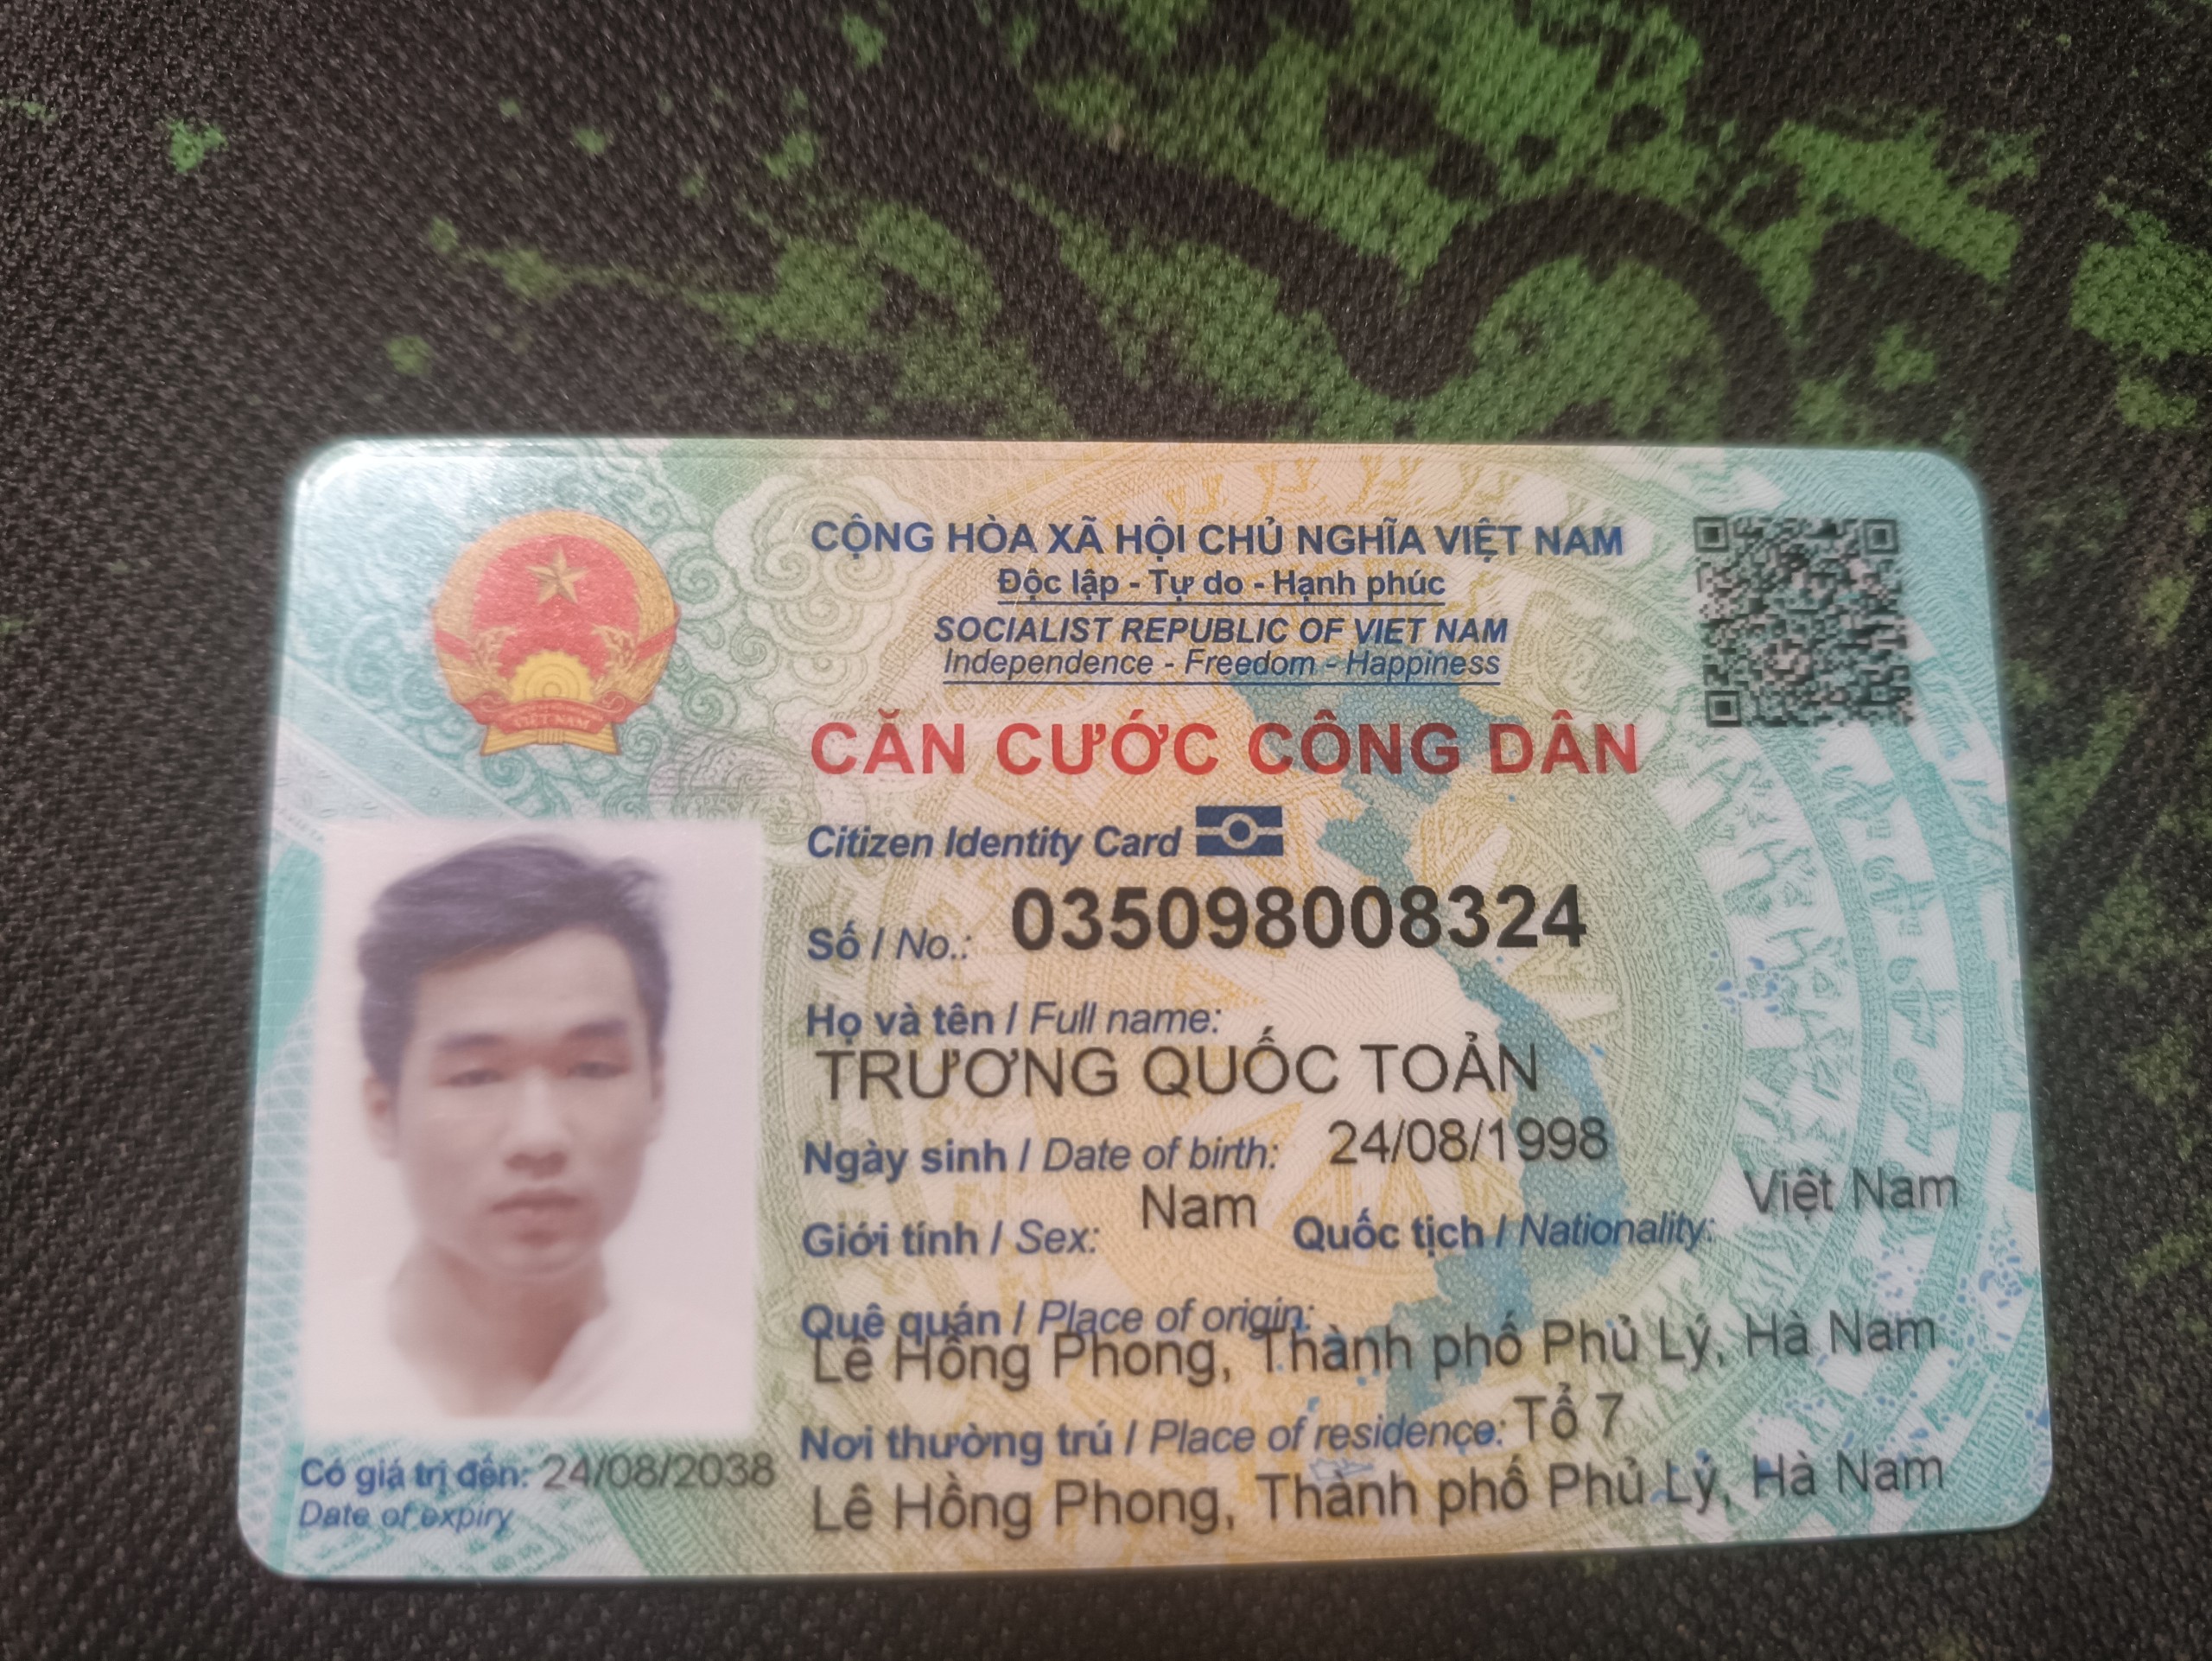 CỘNG HÒA XÃ HỘI CHỦ NGHĨA VIỆT NAM
Độc lập - Tự do - Hạnh phúc
SOCIALIST REPUBLIC OF VIET NAM
Independence - Freedom - Happiness
CĂN CƯỚC CÔNG DÂN
Citizen Identity Card
Số / No.: 035098008324
Họ và tên / Full name:
TRƯƠNG QUỐC TOẢN
Ngày sinh / Date of birth: 24/08/1998
Giới tính / Sex: Nam Quốc tịch / Nationality: Việt Nam
Quê quán / Place of origin:
Lê Hồng Phong, Thành phố Phủ Lý, Hà Nam
Nơi thường trú / Place of residence: Tổ 7
Lê Hồng Phong, Thành phố Phủ Lý, Hà Nam
Có giá trị đến: 24/08/2038
Date of expiry
VIỆT NAM